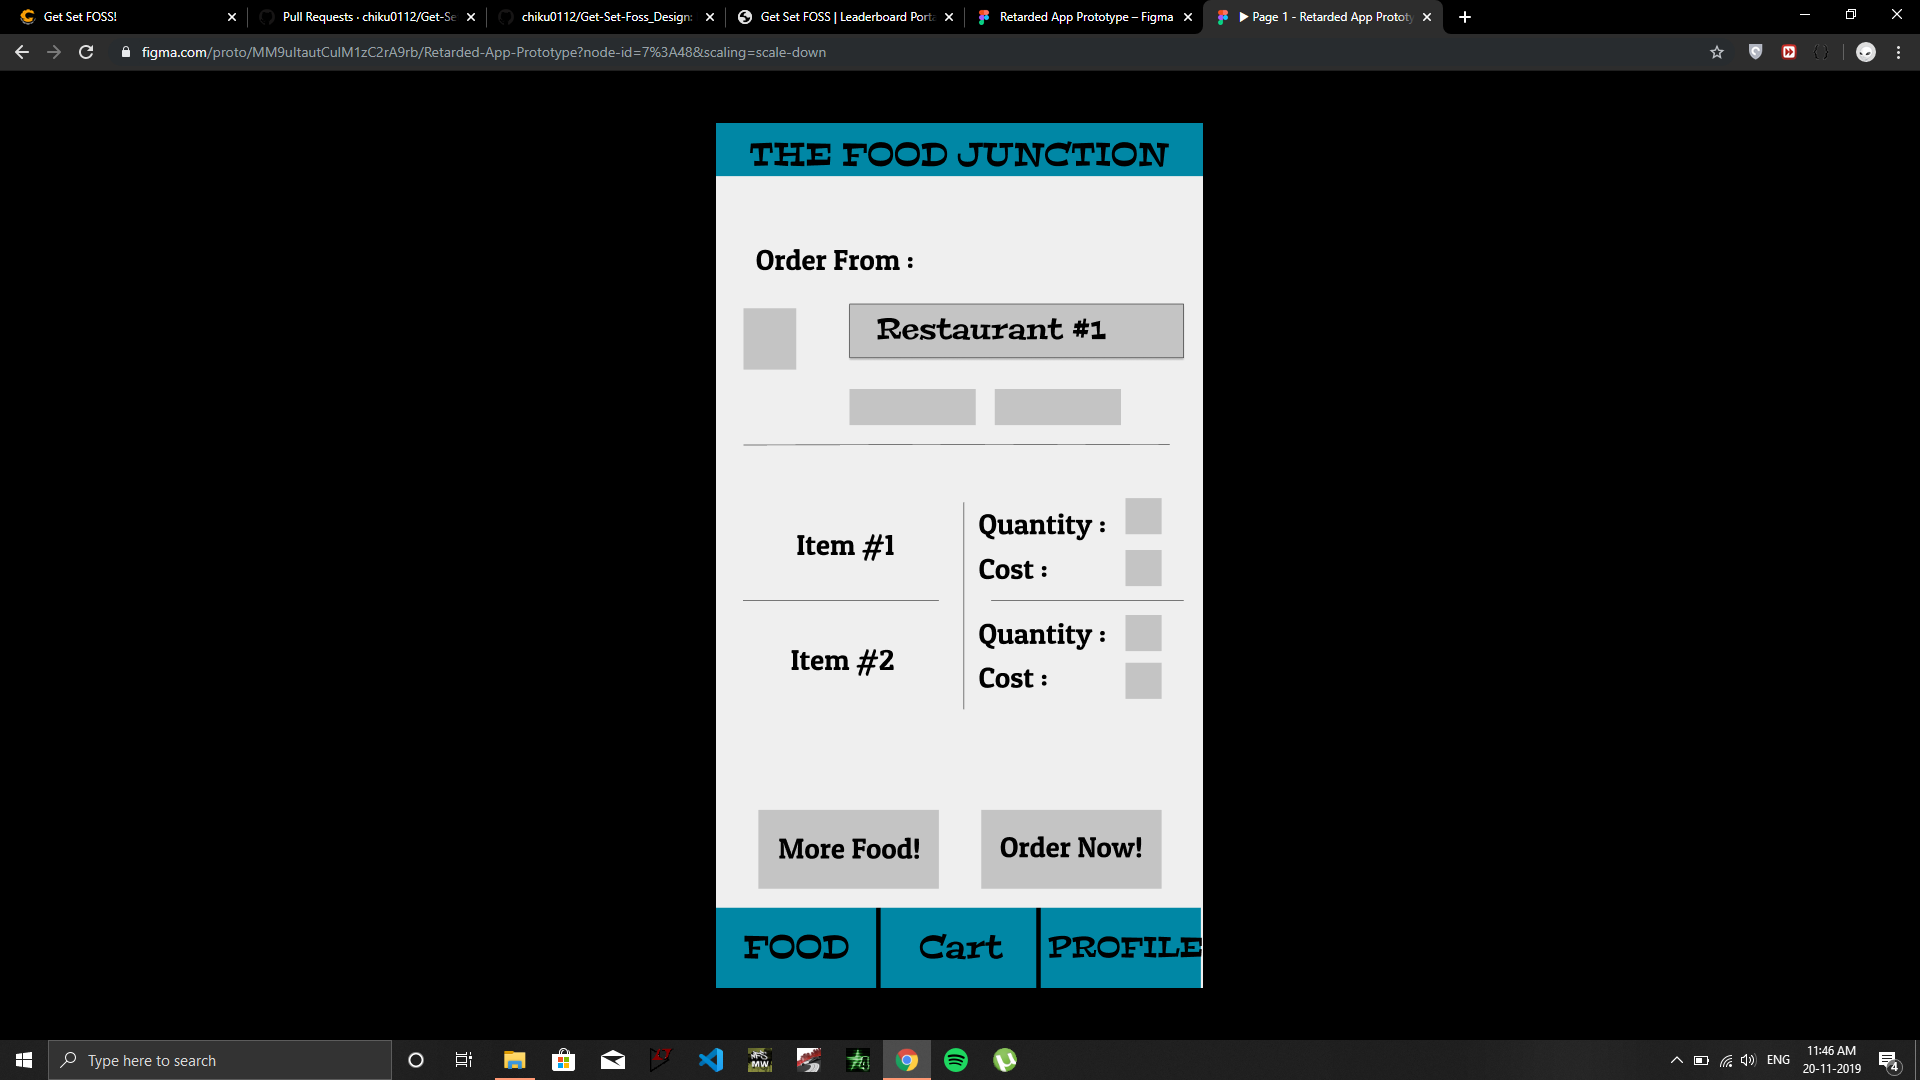 Get Set FOSS!
Pull Requests · chiku0112/Get-Se
chiku0112/Get-Set-Foss_Design:
Get Set FOSS | Leaderboard Porta
Retarded App Prototype – Figma
▶ Page 1 - Retarded App Prototy
figma.com/proto/MM9uItautCulM1zC2rA9rb/Retarded-App-Prototype?node-id=7%3A48&scaling=scale-down
THE FOOD JUNCTION
Order From :
Restaurant #1
Item #1
Quantity :
Cost :
Item #2
Quantity :
Cost :
More Food!
Order Now!
FOOD
Cart
PROFILE
Type here to search
ENG
11:46 AM
20-11-2019
4